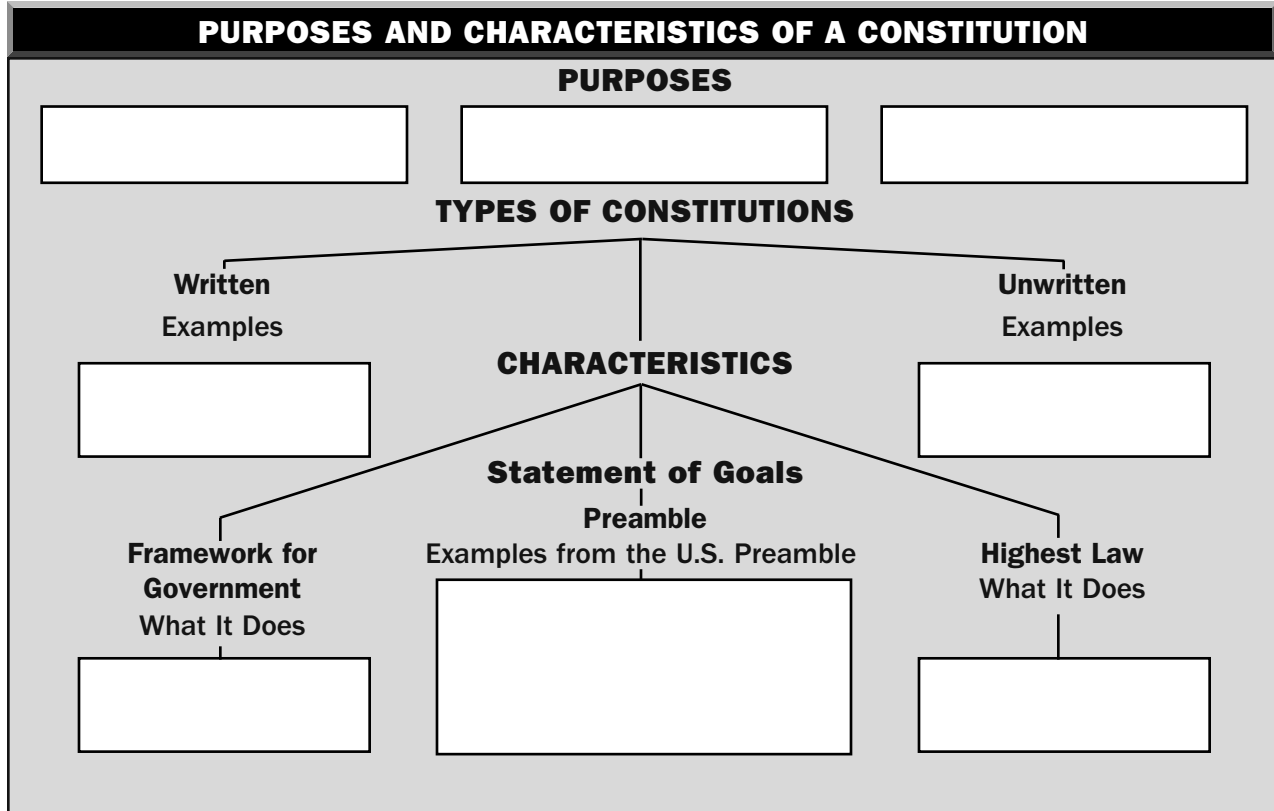 PURPOSES AND CHARACTERISTICS OF A CONSTITUTION
PURPOSES
TYPES OF CONSTITUTIONS
Written
Examples
Unwritten
Examples
CHARACTERISTICS
Statement of Goals
Preamble
Examples from the U.S. Preamble
Framework for
Government
What It Does
Highest Law
What It Does